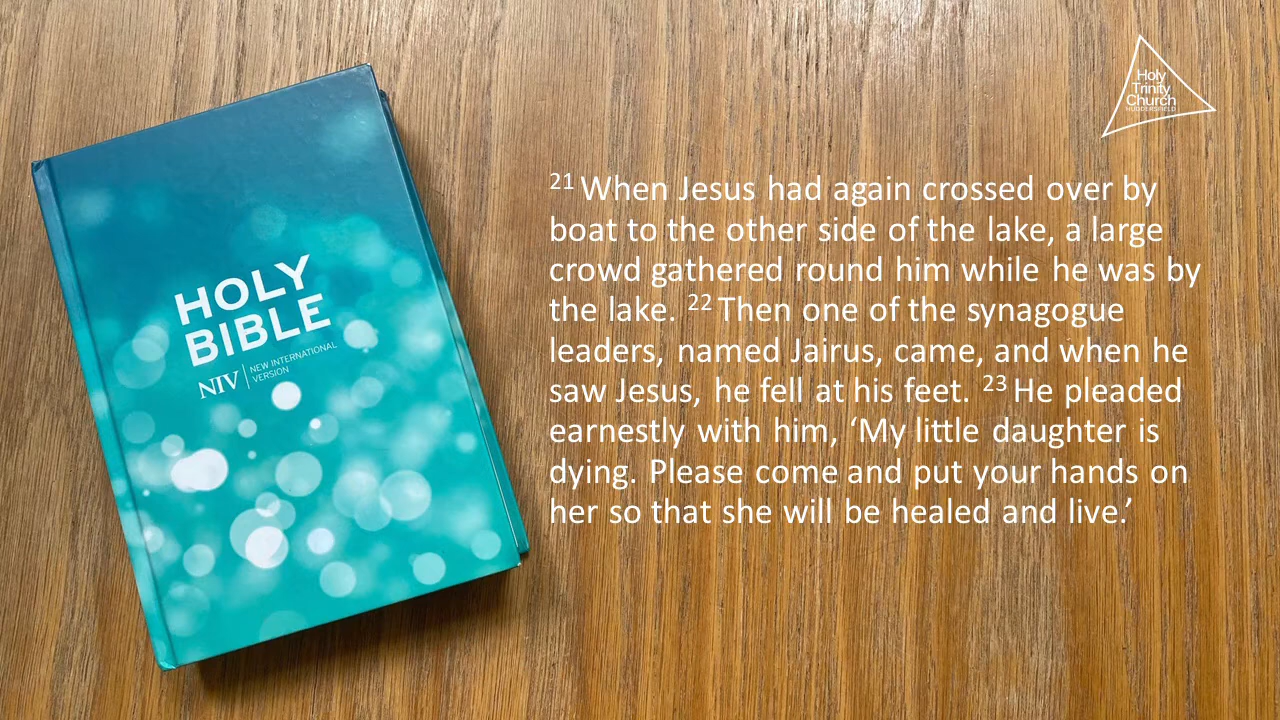 HOLY
BIBLE
NIV
NEW INTERNATIONAL
VERSION
Holy
Trinity
Church
HUDDERSFIELD
21 When Jesus had again crossed over by
boat to the other side of the lake, a large
crowd gathered round him while he was by
the lake. 22 Then one of the synagogue
leaders, named Jairus, came, and when he
saw Jesus, he fell at his feet. 23 He pleaded
earnestly with him, ‘My little daughter is
dying. Please come and put your hands on
her so that she will be healed and live.’